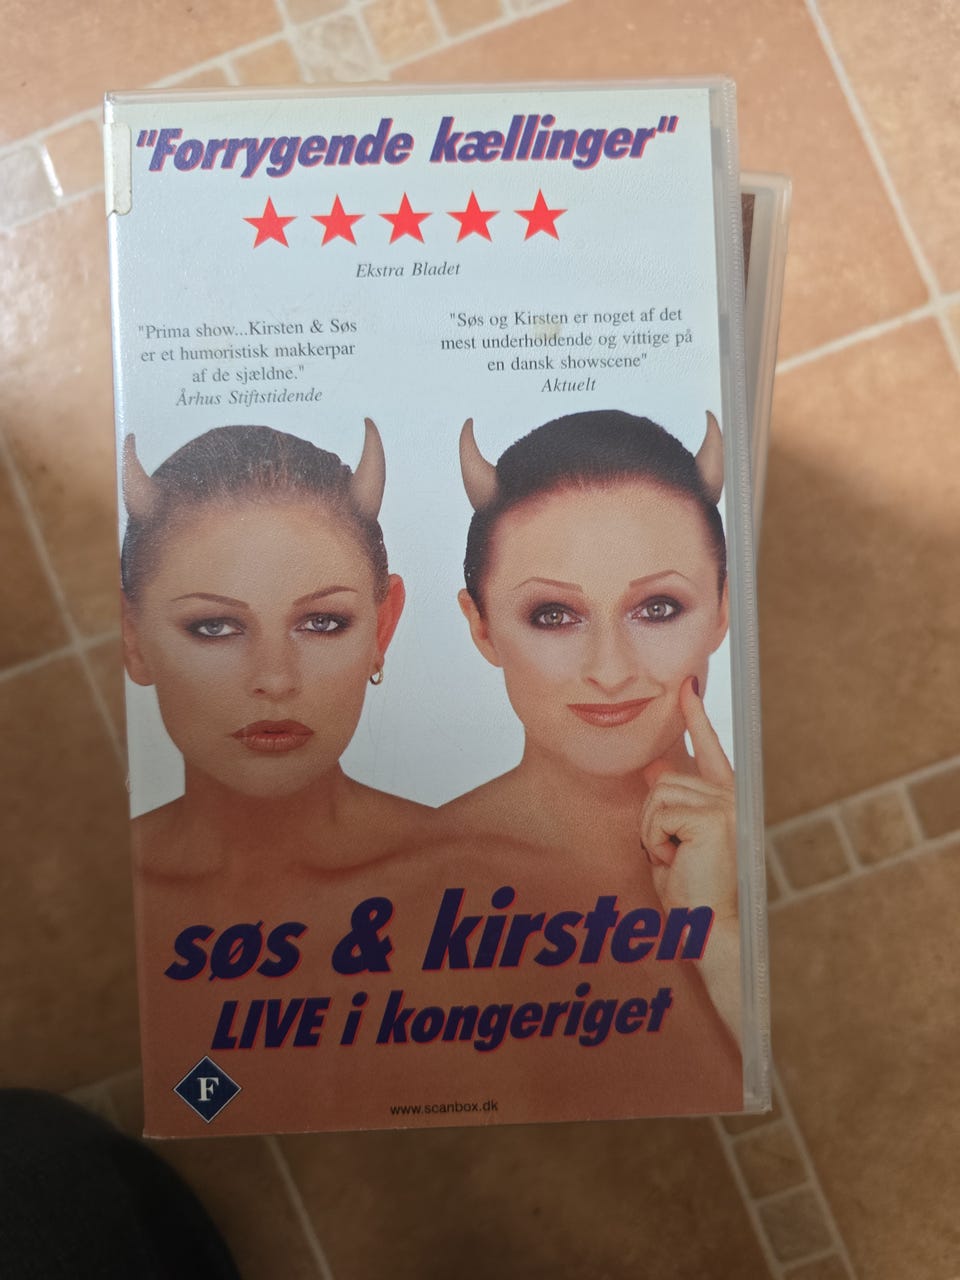 "Forrygende kællinger"
Ekstra Bladet
"Prima show...Kirsten & Søs
er et humoristisk makkerpar
af de sjældne."
Århus Stiftstidende
"Søs og Kirsten er noget af det
mest underholdende og vittige på
en dansk showscene"
Aktuelt
søs & kirsten
LIVE i kongeriget
F
www.scanbox.dk